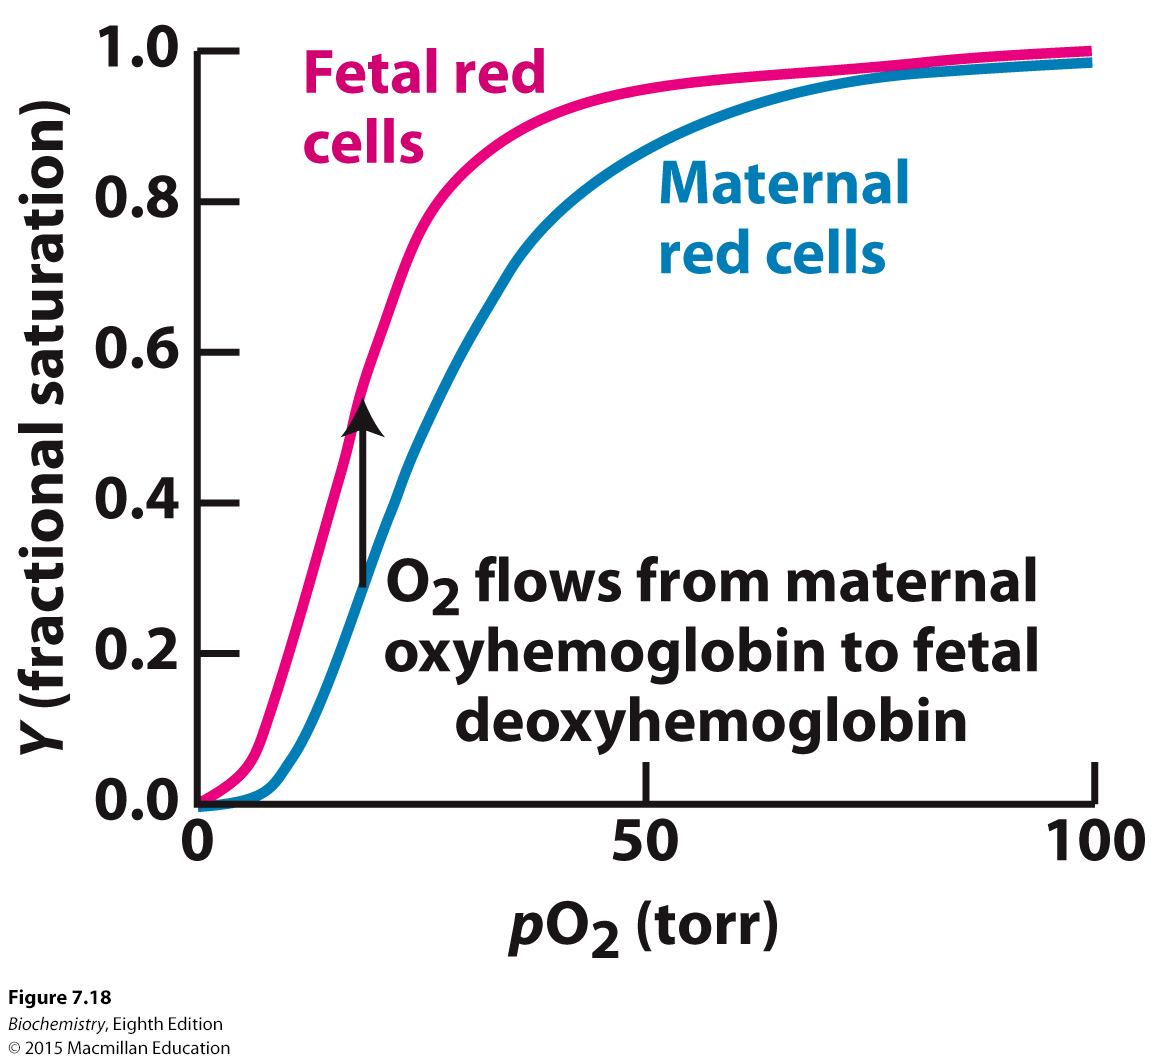 1.0
0.8
0.6
0.4
0.2
0.0
Y (fractional saturation)
Fetal red
cells
Maternal
red cells
O₂ flows from maternal
oxyhemoglobin to fetal
deoxyhemoglobin
0
50
100
pO₂ (torr)
Figure 7.18
Biochemistry, Eighth Edition
© 2015 Macmillan Education